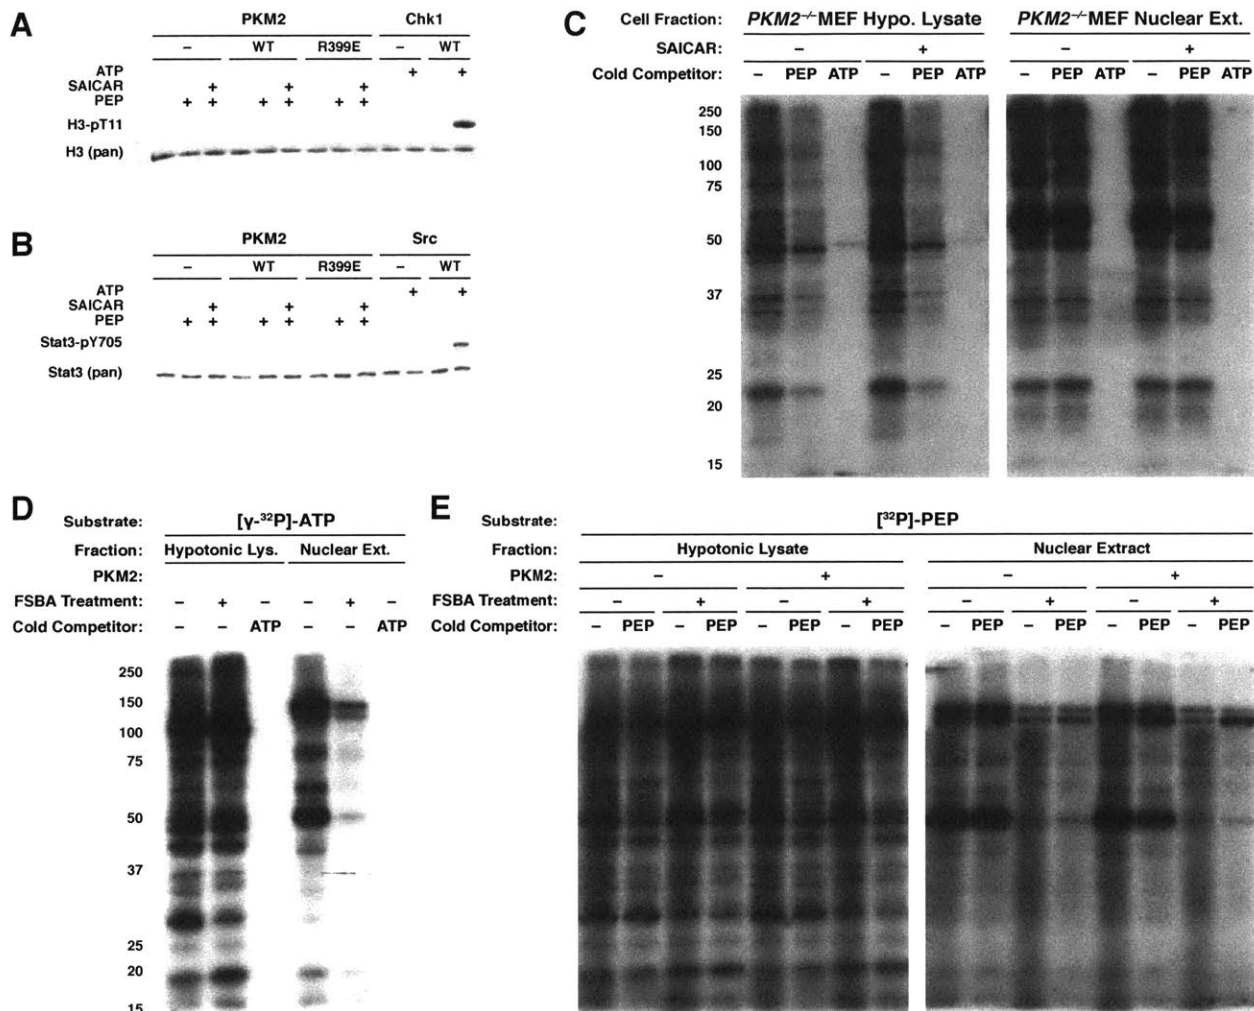 A
PKM2 Chk1
– WT R399E – WT
ATP + +
SAICAR + + +
PEP + + + + + +
H3-pT11
H3 (pan)
B
PKM2 Src
– WT R399E – WT
ATP + +
SAICAR + + +
PEP + + + + + +
Stat3-pY705
Stat3 (pan)
C
Cell Fraction: PKM2–/–MEF Hypo. Lysate PKM2–/–MEF Nuclear Ext.
SAICAR: – + – +
Cold Competitor: – PEP ATP – PEP ATP – PEP ATP – PEP ATP
250
150
100
75
50
37
25
20
15
D
Substrate: [γ-32P]-ATP
Fraction: Hypotonic Lys. Nuclear Ext.
PKM2:
FSBA Treatment: – + – – + –
Cold Competitor: – – ATP – – ATP
250
150
100
75
50
37
25
20
15
E
Substrate: [32P]-PEP
Fraction: Hypotonic Lysate Nuclear Extract
PKM2: – + – +
FSBA Treatment: – + – + – + – +
Cold Competitor: – PEP – PEP – PEP – PEP – PEP – PEP – PEP – PEP